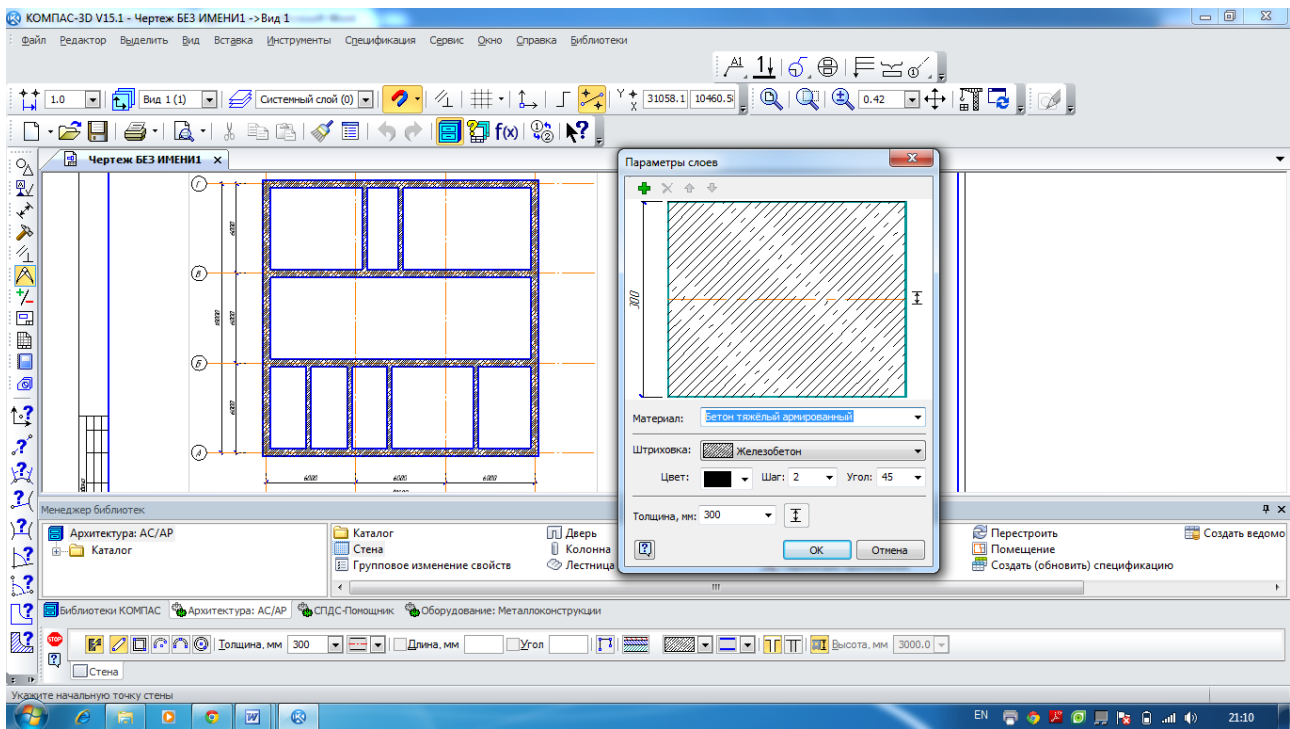 КОМПАС-3D V15.1 - Чертеж БЕЗ ИМЕНИ1 ->Вид 1
Файл Редактор Выделить Вид Вставка Инструменты Спецификация Сервис Окно Справка Библиотеки
1.0 Вид 1 (1) Системный слой (0) 31058.1 10460.5 0.42
f(x)
Чертеж БЕЗ ИМЕНИ1
Г
6000
В
6000
Б
6000
А
6000 6000 6000
Параметры слоев
300
Материал: Бетон тяжёлый армированный
Штриховка: Железобетон
Цвет: Шаг: 2 Угол: 45
Толщина, мм: 300
OK Отмена
Менеджер библиотек
Архитектура: АС/АР
Каталог
Каталог
Стена
Групповое изменение свойств
Дверь
Колонна
Лестница
Перестроить
Помещение
Создать (обновить) спецификацию
Создать ведомо
Библиотеки КОМПАС Архитектура: АС/АР СПДС-Помощник Оборудование: Металлоконструкции
STOP Толщина, мм 300 Длина, мм Угол Высота, мм 3000.0
Стена
Укажите начальную точку стены
EN 21:10